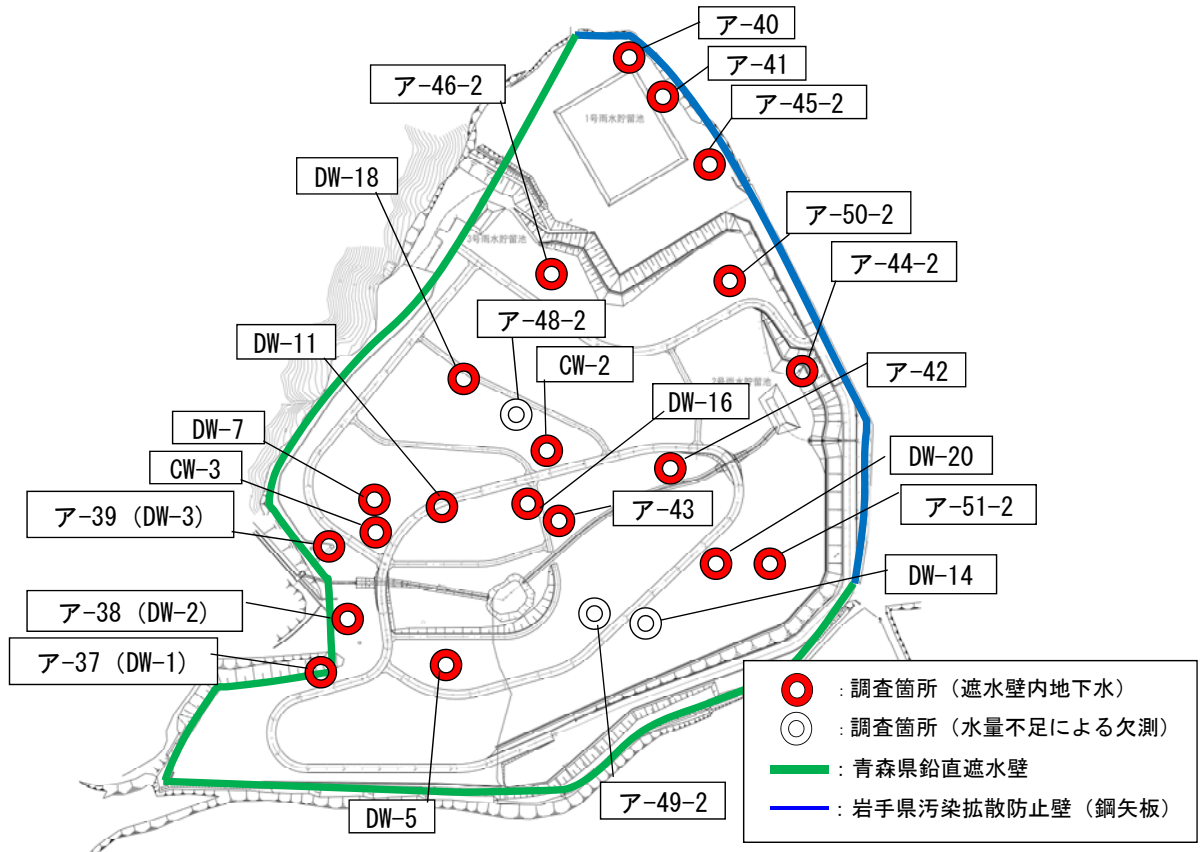 ア-40
ア-41
ア-46-2
ア-45-2
1号雨水貯留池
DW-18
ア-50-2
3号雨水貯留池
ア-44-2
ア-48-2
DW-11
CW-2
ア-42
2号雨水貯留池
DW-16
DW-7
DW-20
CW-3
ア-43
ア-51-2
ア-39 (DW-3)
DW-14
ア-38 (DW-2)
ア-37 (DW-1)
：調査箇所（遮水壁内地下水）
：調査箇所（水量不足による欠測）
：青森県鉛直遮水壁
：岩手県汚染拡散防止壁（鋼矢板）
ア-49-2
DW-5